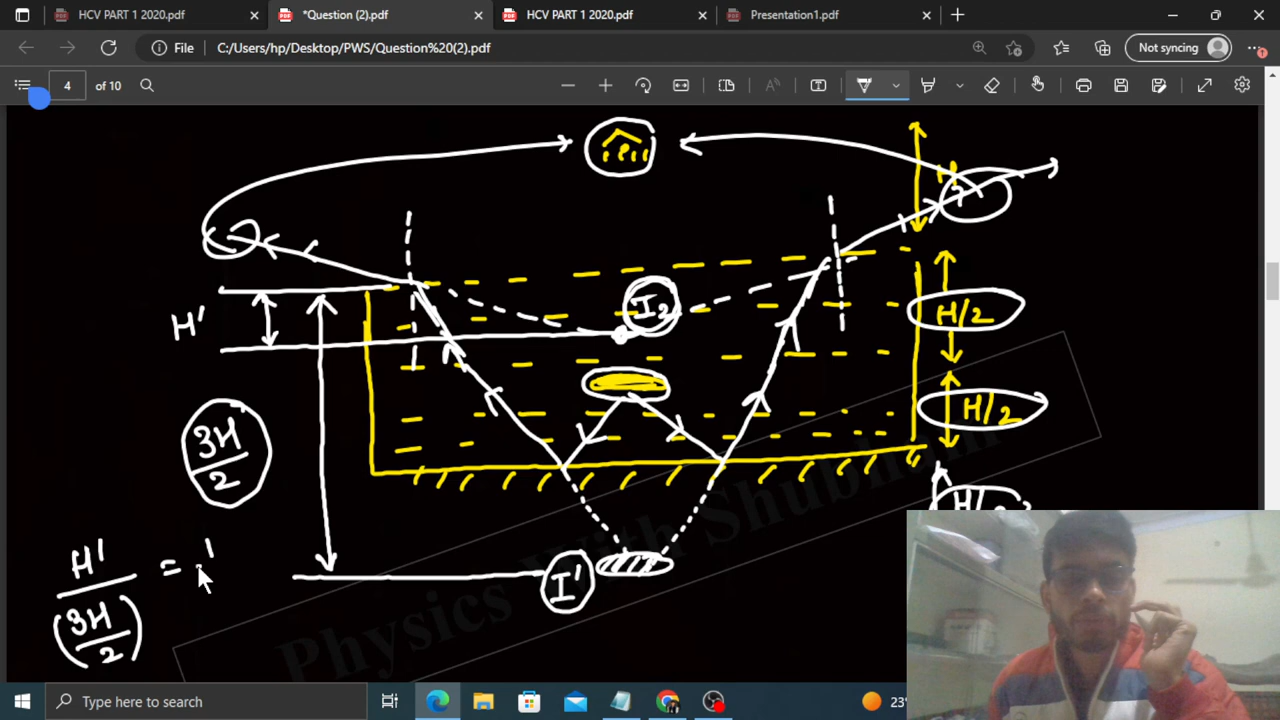 HCV PART 1 2020.pdf
*Question (2).pdf
HCV PART 1 2020.pdf
Presentation1.pdf
File
C:/Users/hp/Desktop/PWS/Question%20(2).pdf
Not syncing
4
of 10
H
?
I2
H/2
H'
H/2
3H/2
H'/(3H/2) = 1
I'
Physics With Shubham
Type here to search
23°